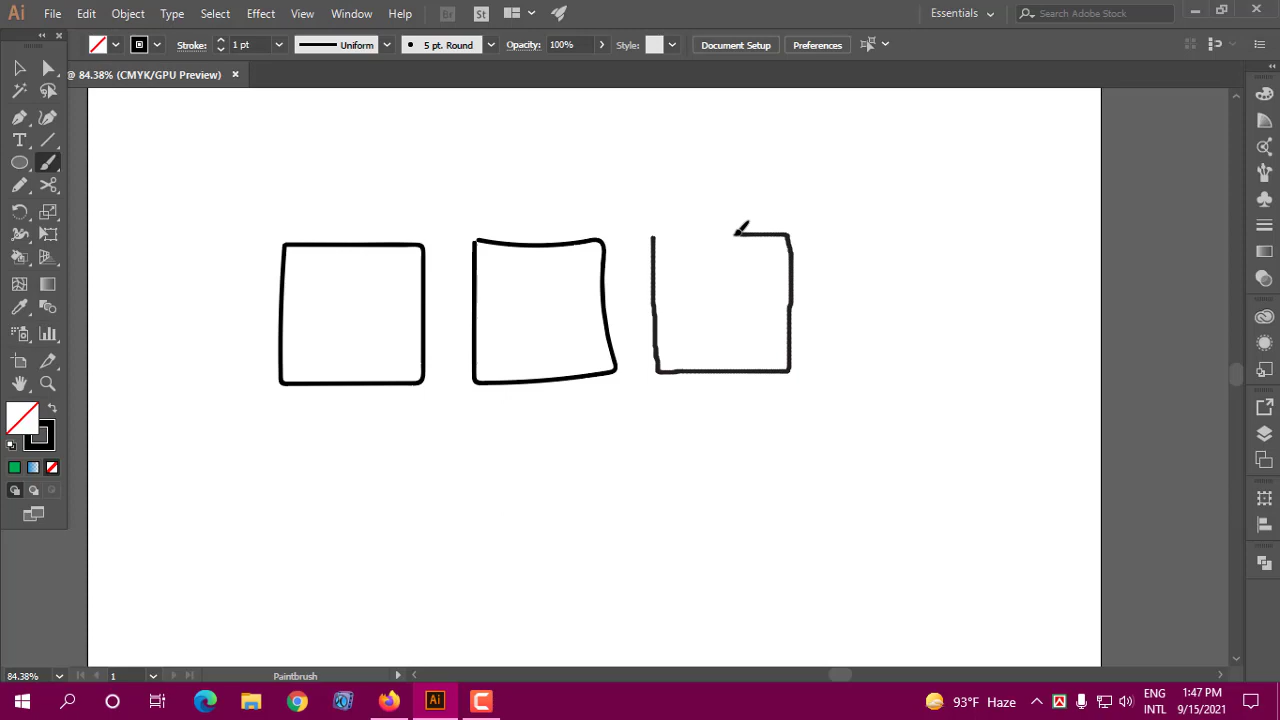 Ai File Edit Object Type Select Effect View Window Help Br St Essentials Search Adobe Stock
Stroke: 1 pt Uniform 5 pt. Round Opacity: 100% Style: Document Setup Preferences
@ 84.38% (CMYK/GPU Preview) ×
T
84.38% 1 Paintbrush
Ai 93°F Haze ENG 1:47 PM
INTL 9/15/2021